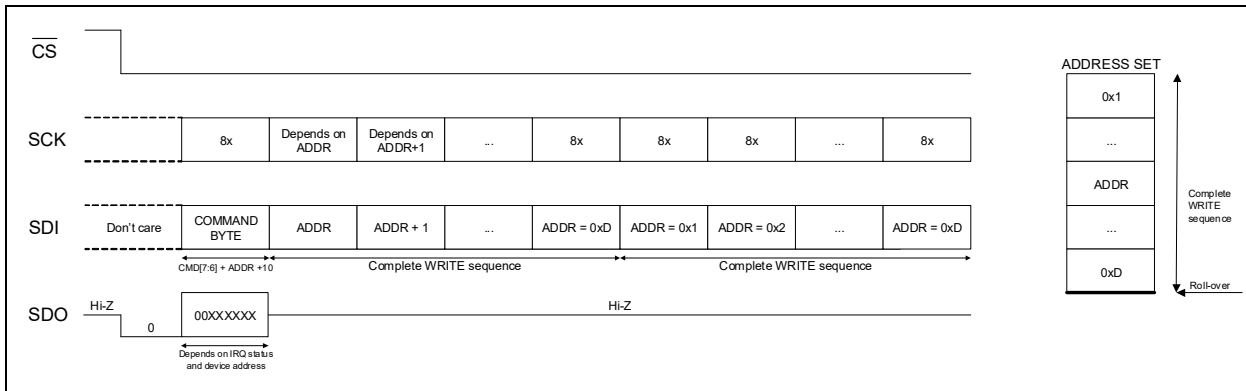 CS
ADDRESS SET
0x1
SCK
8x
Depends on
ADDR
Depends on
ADDR+1
...
8x
8x
8x
...
8x
...
ADDR
Complete
WRITE
sequence
SDI
Don't care
COMMAND
BYTE
ADDR
ADDR + 1
...
ADDR = 0xD
ADDR = 0x1
ADDR = 0x2
...
ADDR = 0xD
...
CMD[7:6] + ADDR +10
Complete WRITE sequence
Complete WRITE sequence
0xD
Roll-over
SDO
Hi-Z
0
00XXXXXX
Hi-Z
Depends on IRQ status
and device address